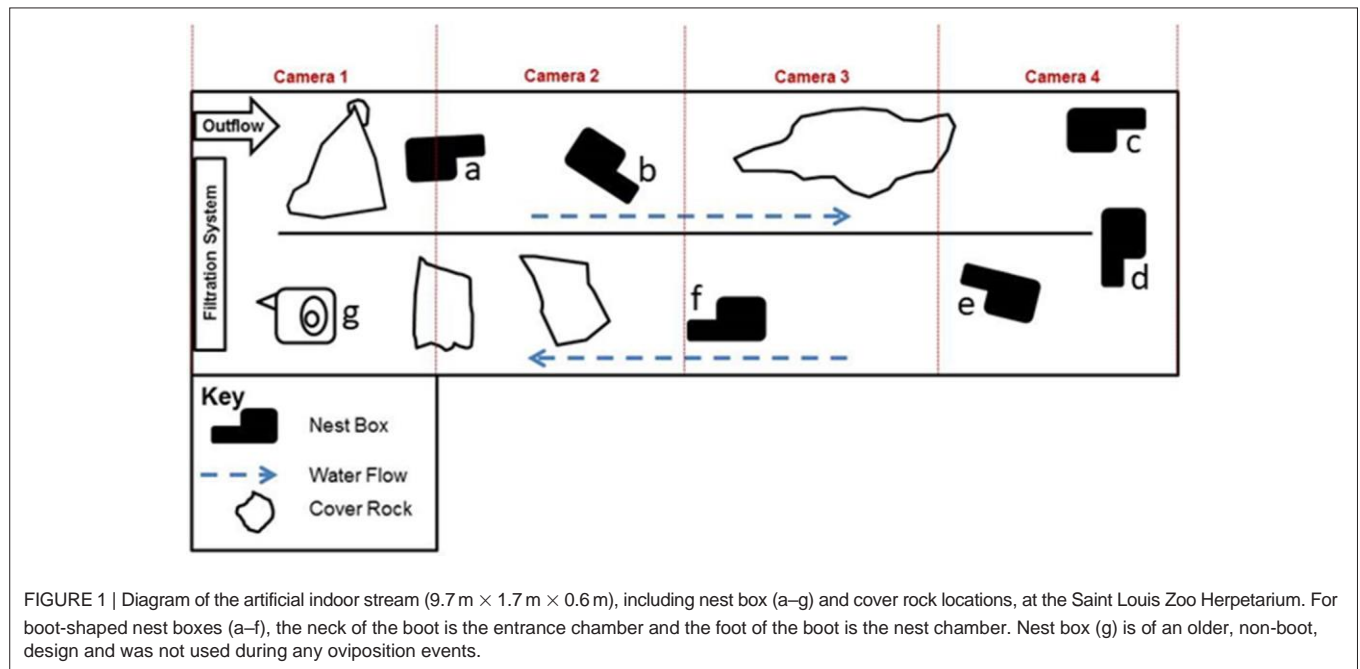 Camera 1
Camera 2
Camera 3
Camera 4
Outflow
Filtration System
a
b
c
d
e
f
g
Key
Nest Box
Water Flow
Cover Rock
FIGURE 1 | Diagram of the artificial indoor stream (9.7 m × 1.7 m × 0.6 m), including nest box (a–g) and cover rock locations, at the Saint Louis Zoo Herpetarium. For
boot-shaped nest boxes (a–f), the neck of the boot is the entrance chamber and the foot of the boot is the nest chamber. Nest box (g) is of an older, non-boot,
design and was not used during any oviposition events.